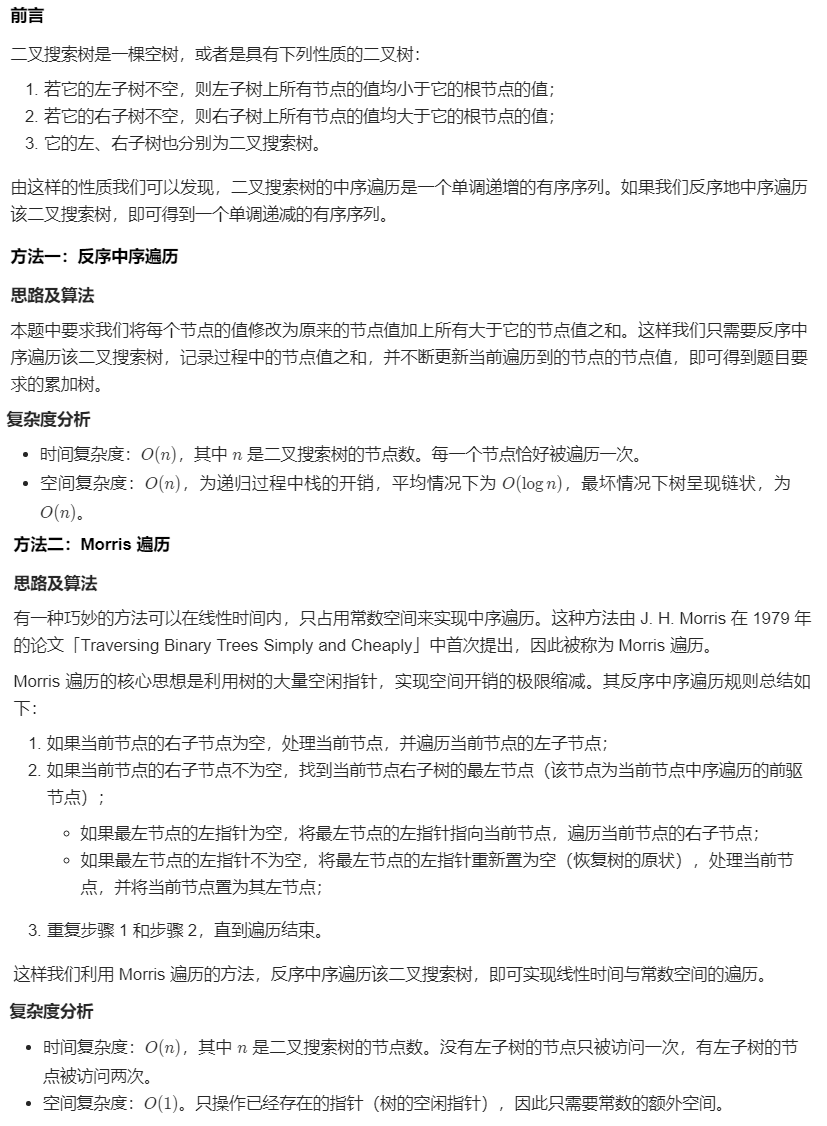 前言
二叉搜索树是一棵空树，或者是具有下列性质的二叉树：
1. 若它的左子树不空，则左子树上所有节点的值均小于它的根节点的值；
2. 若它的右子树不空，则右子树上所有节点的值均大于它的根节点的值；
3. 它的左、右子树也分别为二叉搜索树。
由这样的性质我们可以发现，二叉搜索树的中序遍历是一个单调递增的有序序列。如果我们反序地中序遍历
该二叉搜索树，即可得到一个单调递减的有序序列。
方法一：反序中序遍历
思路及算法
本题中要求我们将每个节点的值修改为原来的节点值加上所有大于它的节点值之和。这样我们只需要反序中
序遍历该二叉搜索树，记录过程中的节点值之和，并不断更新当前遍历到的节点的节点值，即可得到题目要
求的累加树。
复杂度分析
• 时间复杂度：O(n)，其中 n 是二叉搜索树的节点数。每一个节点恰好被遍历一次。
• 空间复杂度：O(n)，为递归过程中栈的开销，平均情况下为 O(log n)，最坏情况下树呈现链状，为
O(n)。
方法二：Morris 遍历
思路及算法
有一种巧妙的方法可以在线性时间内，只占用常数空间来实现中序遍历。这种方法由 J. H. Morris 在 1979 年
的论文「Traversing Binary Trees Simply and Cheaply」中首次提出，因此被称为 Morris 遍历。
Morris 遍历的核心思想是利用树的大量空闲指针，实现空间开销的极限缩减。其反序中序遍历规则总结如
下：
1. 如果当前节点的右子节点为空，处理当前节点，并遍历当前节点的左子节点；
2. 如果当前节点的右子节点不为空，找到当前节点右子树的最左节点（该节点为当前节点中序遍历的前驱
节点）；
◦ 如果最左节点的左指针为空，将最左节点的左指针指向当前节点，遍历当前节点的右子节点；
◦ 如果最左节点的左指针不为空，将最左节点的左指针重新置为空（恢复树的原状），处理当前节
点，并将当前节点置为其左节点；
3. 重复步骤 1 和步骤 2，直到遍历结束。
这样我们利用 Morris 遍历的方法，反序中序遍历该二叉搜索树，即可实现线性时间与常数空间的遍历。
复杂度分析
• 时间复杂度：O(n)，其中 n 是二叉搜索树的节点数。没有左子树的节点只被访问一次，有左子树的节
点被访问两次。
• 空间复杂度：O(1)。只操作已经存在的指针（树的空闲指针），因此只需要常数的额外空间。